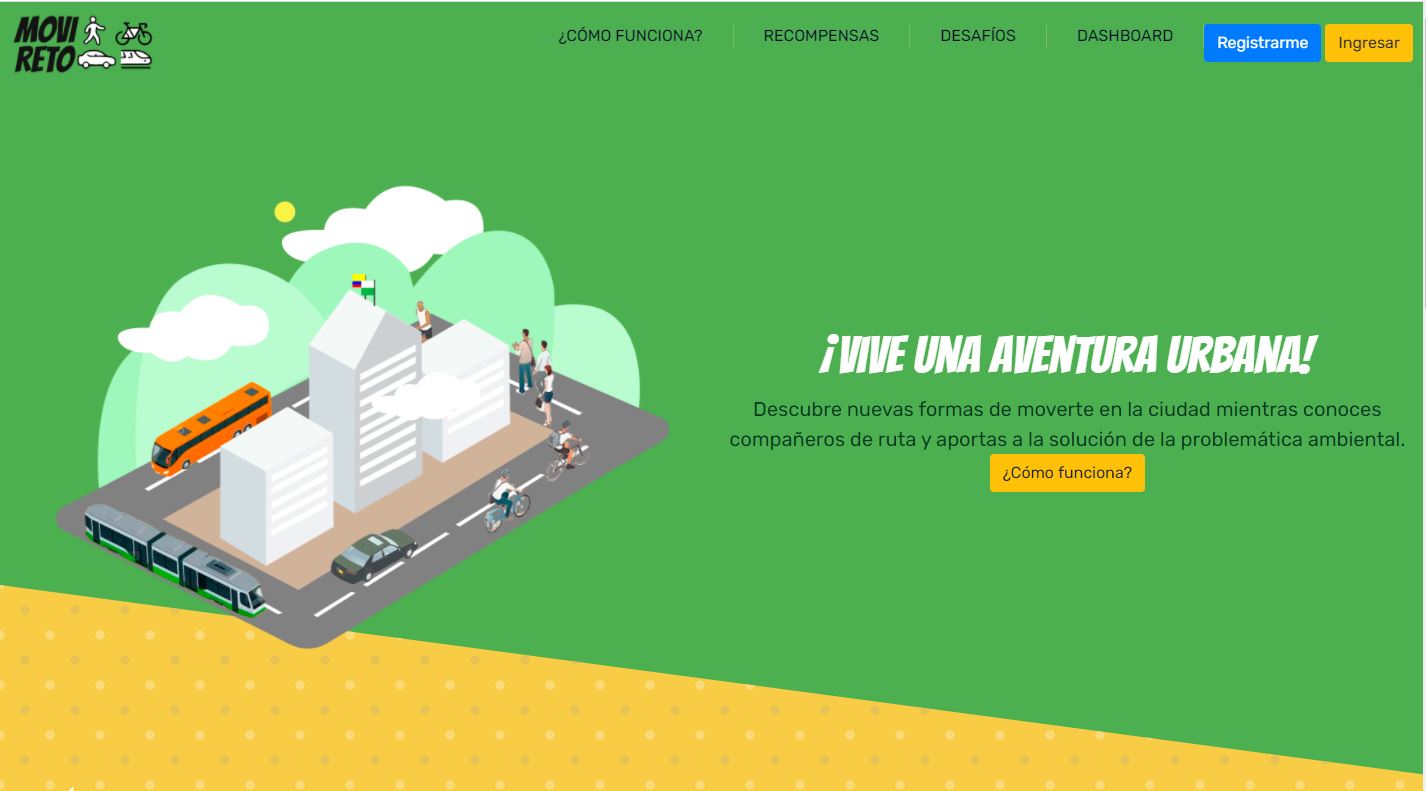 MOVI
RETO
¿CÓMO FUNCIONA?
RECOMPENSAS
DESAFÍOS
DASHBOARD
Registrarme
Ingresar
¡VIVE UNA AVENTURA URBANA!
Descubre nuevas formas de moverte en la ciudad mientras conoces
compañeros de ruta y aportas a la solución de la problemática ambiental.
¿Cómo funciona?